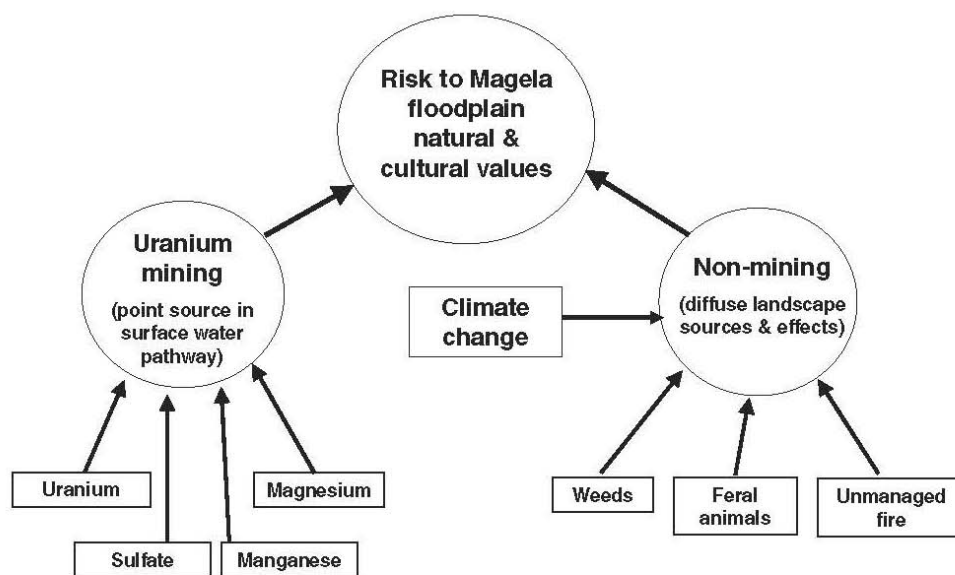 Risk to Magela
floodplain
natural &
cultural values
Uranium
mining
(point source in
surface water
pathway)
Non-mining
(diffuse landscape
sources & effects)
Climate
change
Uranium
Magnesium
Sulfate
Manganese
Weeds
Feral
animals
Unmanaged
fire